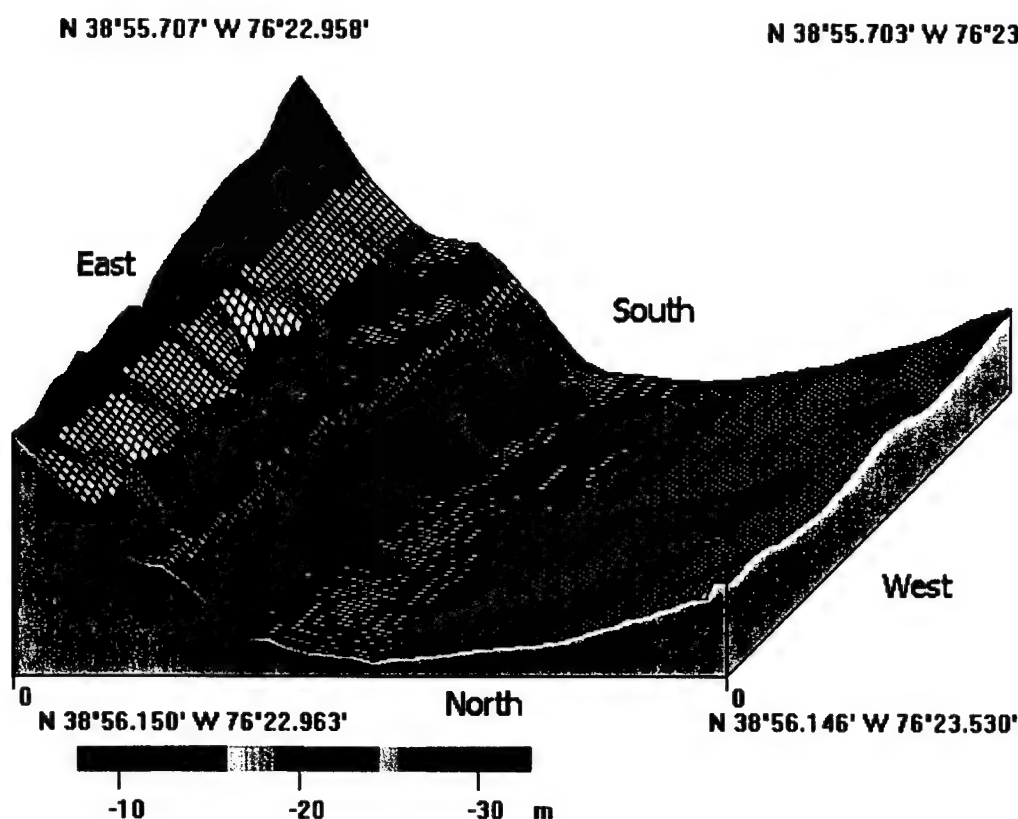 N 38°55.707' W 76°22.958'
N 38°55.703' W 76°23
East
South
West
0
0
North
N 38°56.150' W 76°22.963'
N 38°56.146' W 76°23.530'
-10 -20 -30 m